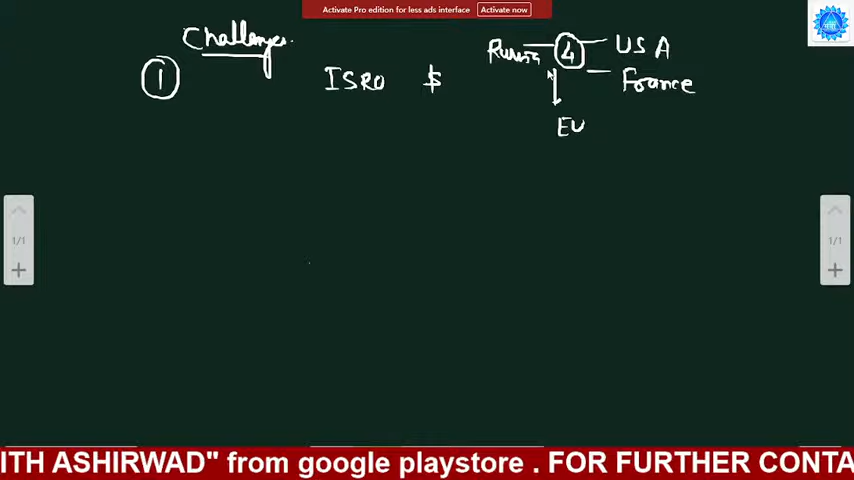 Activate Pro edition for less ads interface Activate now
Challenges
Russia 4 USA
1 ISRO $ France
EU
1/1 1/1
ITH ASHIRWAD" from google playstore . FOR FURTHER CONTA